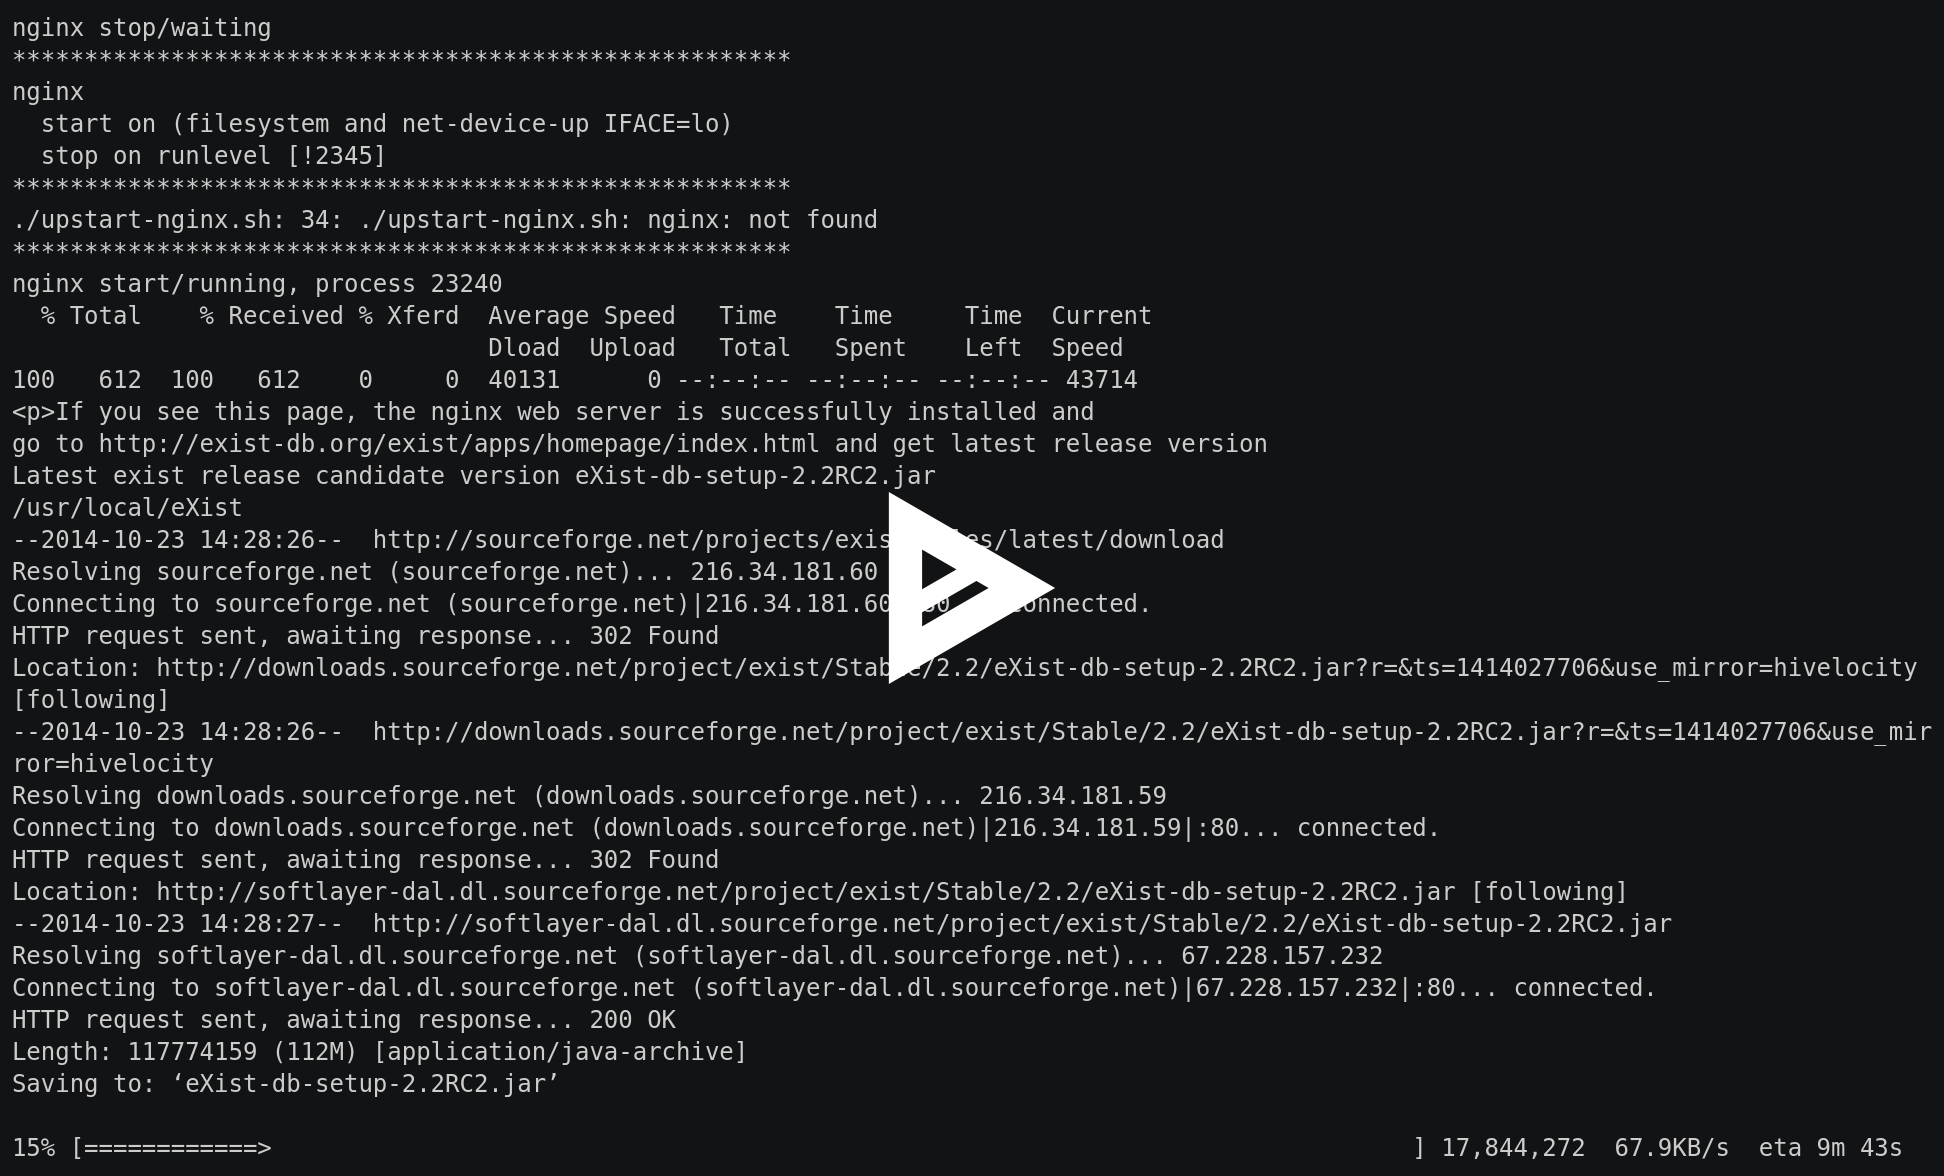 nginx stop/waiting
******************************************************
nginx
  start on (filesystem and net-device-up IFACE=lo)
  stop on runlevel [!2345]
******************************************************
./upstart-nginx.sh: 34: ./upstart-nginx.sh: nginx: not found
******************************************************
nginx start/running, process 23240
  % Total    % Received % Xferd  Average Speed   Time    Time     Time  Current
                                 Dload  Upload   Total   Spent    Left  Speed
100   612  100   612    0     0  40131      0 --:--:-- --:--:-- --:--:-- 43714
<p>If you see this page, the nginx web server is successfully installed and
go to http://exist-db.org/exist/apps/homepage/index.html and get latest release version
Latest exist release candidate version eXist-db-setup-2.2RC2.jar
/usr/local/eXist
--2014-10-23 14:28:26--  http://sourceforge.net/projects/exis es/latest/download
Resolving sourceforge.net (sourceforge.net)... 216.34.181.60
Connecting to sourceforge.net (sourceforge.net)|216.34.181.60 connected.
HTTP request sent, awaiting response... 302 Found
Location: http://downloads.sourceforge.net/project/exist/Stable/2.2/eXist-db-setup-2.2RC2.jar?r=&ts=1414027706&use_mirror=hivelocity
[following]
--2014-10-23 14:28:26--  http://downloads.sourceforge.net/project/exist/Stable/2.2/eXist-db-setup-2.2RC2.jar?r=&ts=1414027706&use_mir
ror=hivelocity
Resolving downloads.sourceforge.net (downloads.sourceforge.net)... 216.34.181.59
Connecting to downloads.sourceforge.net (downloads.sourceforge.net)|216.34.181.59|:80... connected.
HTTP request sent, awaiting response... 302 Found
Location: http://softlayer-dal.dl.sourceforge.net/project/exist/Stable/2.2/eXist-db-setup-2.2RC2.jar [following]
--2014-10-23 14:28:27--  http://softlayer-dal.dl.sourceforge.net/project/exist/Stable/2.2/eXist-db-setup-2.2RC2.jar
Resolving softlayer-dal.dl.sourceforge.net (softlayer-dal.dl.sourceforge.net)... 67.228.157.232
Connecting to softlayer-dal.dl.sourceforge.net (softlayer-dal.dl.sourceforge.net)|67.228.157.232|:80... connected.
HTTP request sent, awaiting response... 200 OK
Length: 117774159 (112M) [application/java-archive]
Saving to: ‘eXist-db-setup-2.2RC2.jar’
15% [============>                                                                               ] 17,844,272  67.9KB/s  eta 9m 43s